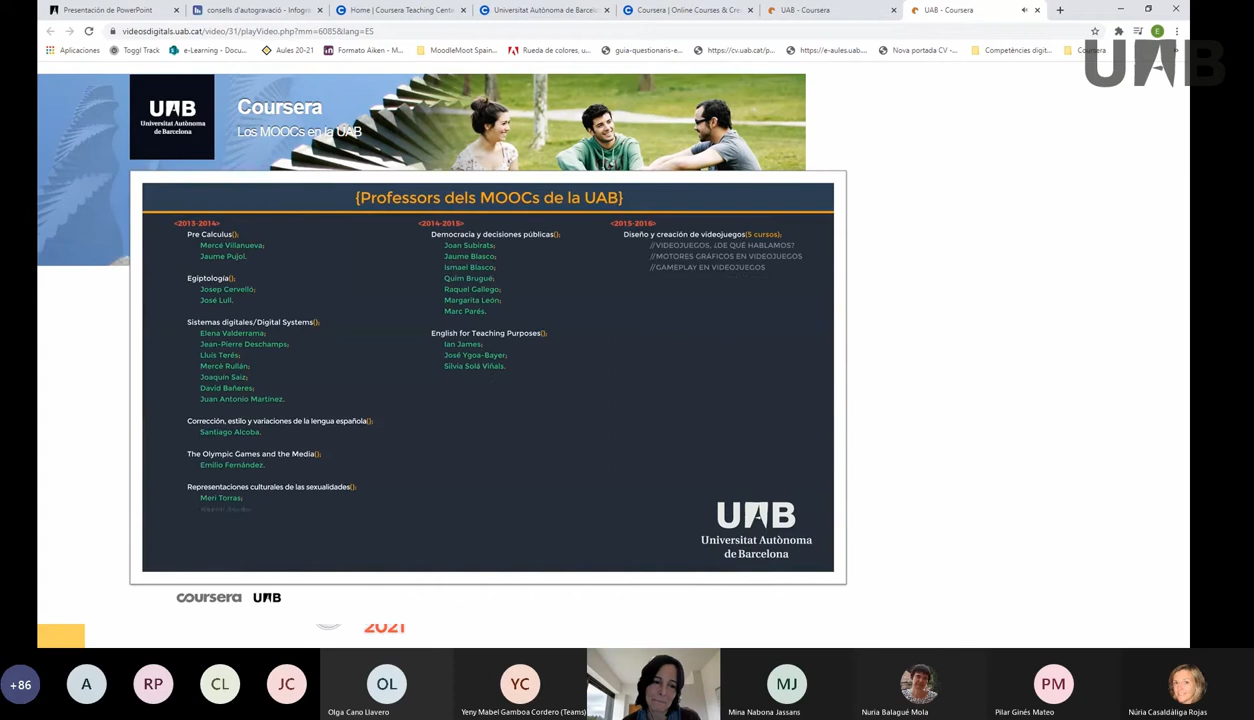 Presentación de PowerPoint
consells d'autogravació - Infogra
Home | Coursera Teaching Cente
Universitat Autònoma de Barcelo
Coursera | Online Courses & Cre
UAB - Coursera
UAB - Coursera
videosdigitals.uab.cat/video/31/playVideo.php?mm=6085&lang=ES
E
Aplicaciones
Toggl Track
e-Learning - Docu...
Aules 20-21
Formato Aiken - M...
MoodleMoot Spain...
Rueda de colores, u...
guia-questionaris-e...
https://cv.uab.cat/p...
https://e-aules.uab...
Nova portada CV -...
Competències digit...
Coursera
UAB
UAB
Universitat Autònoma
de Barcelona
Coursera
Los MOOCs en la UAB
{Professors dels MOOCs de la UAB}
<2013-2014>
Pre Calculus();
Mercé Villanueva;
Jaume Pujol.
Egiptología();
Josep Cervelló;
José Lull.
Sistemas digitales/Digital Systems();
Elena Valderrama;
Jean-Pierre Deschamps;
Lluís Terés;
Mercè Rullán;
Joaquín Saiz;
David Bañeres;
Juan Antonio Martínez.
Corrección, estilo y variaciones de la lengua española();
Santiago Alcoba.
The Olympic Games and the Media();
Emilio Fernández.
Representaciones culturales de las sexualidades();
Meri Torras;
<2014-2015>
Democracia y decisiones públicas();
Joan Subirats;
Jaume Blasco;
Ismael Blasco;
Quim Brugué;
Raquel Gallego;
Margarita León;
Marc Parés.
English for Teaching Purposes();
Ian James;
José Ygoa-Bayer;
Silvia Solá Viñals.
<2015-2016>
Diseño y creación de videojuegos(5 cursos);
//VIDEOJUEGOS, ¿DE QUÉ HABLAMOS?
//MOTORES GRÁFICOS EN VIDEOJUEGOS
//GAMEPLAY EN VIDEOJUEGOS
UAB
Universitat Autònoma
de Barcelona
coursera UAB
2021
+86
A
RP
CL
JC
OL
Olga Cano Llavero
YC
Yeny Mabel Gamboa Cordero (Teams)
MJ
Mina Nabona Jassans
Nuria Balagué Mola
PM
Pilar Ginés Mateo
Núria Casaldàliga Rojas